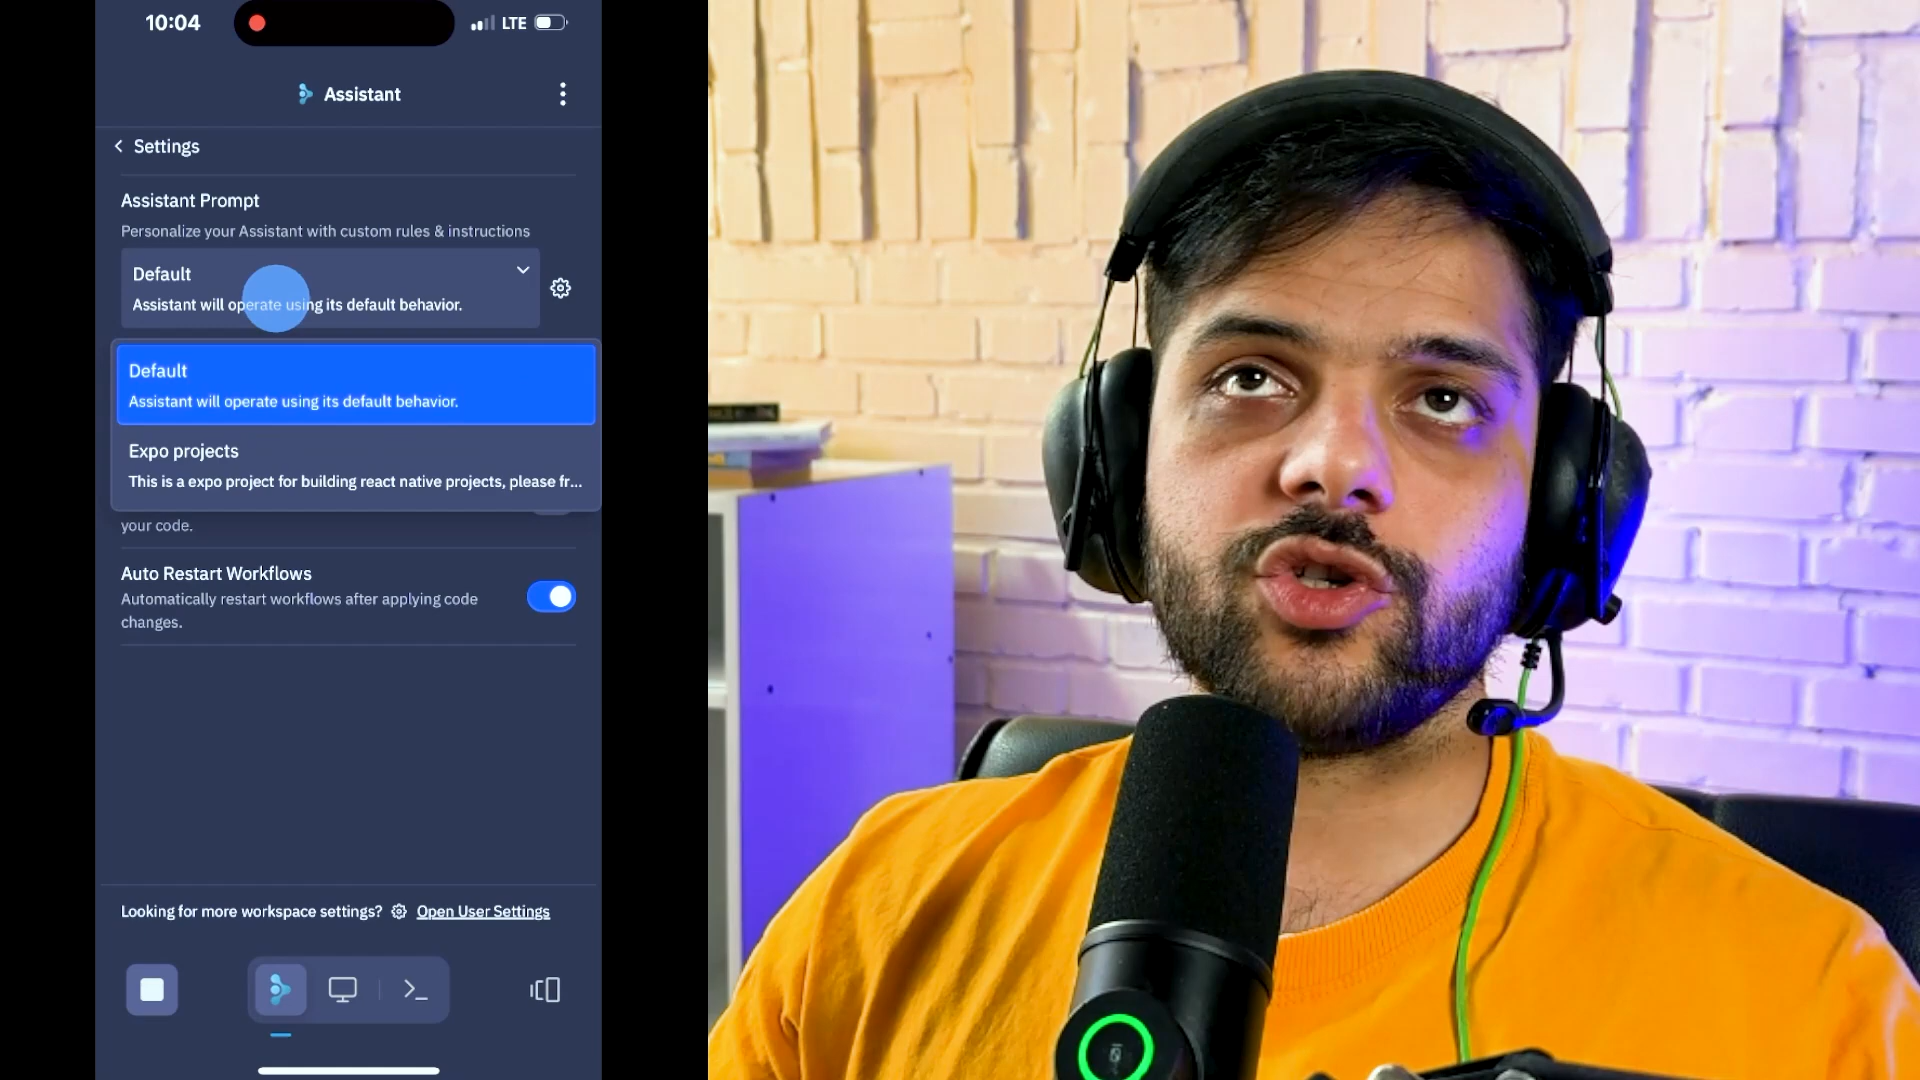 10:04
LTE
Assistant
Settings
Assistant Prompt
Personalize your Assistant with custom rules & instructions
Default
Assistant will operate using its default behavior.
Default
Assistant will operate using its default behavior.
Expo projects
This is a expo project for building react native projects, please fr...
your code.
Auto Restart Workflows
Automatically restart workflows after applying code
changes.
Looking for more workspace settings? Open User Settings